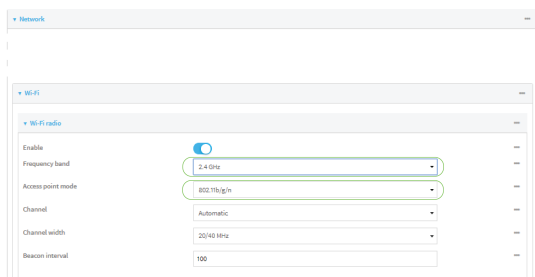 Network
Wi-Fi
Wi-Fi radio
Enable
Frequency band 2.4 GHz
Access point mode 802.11b/g/n
Channel Automatic
Channel width 20/40 MHz
Beacon interval 100